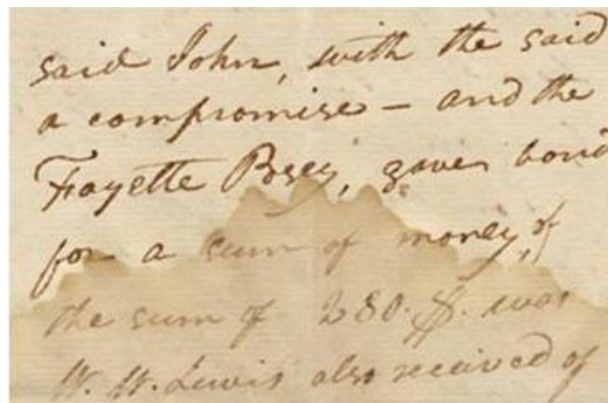 said John, with the said
a compromise – and the
Fayette Posey, gave bond
for a sum of money, of
the sum of 280.$. was
W. W. Lewis also received of